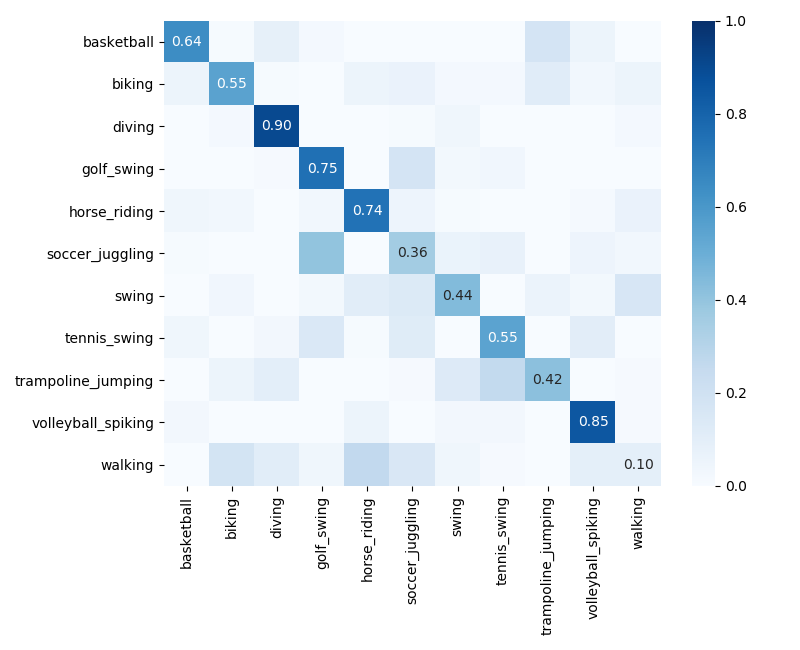 basketball 0.64
biking 0.55
diving 0.90
golf_swing 0.75
horse_riding 0.74
soccer_juggling 0.36
swing 0.44
tennis_swing 0.55
trampoline_jumping 0.42
volleyball_spiking 0.85
walking 0.10
basketball
biking
diving
golf_swing
horse_riding
soccer_juggling
swing
tennis_swing
trampoline_jumping
volleyball_spiking
walking
1.0
0.8
0.6
0.4
0.2
0.0